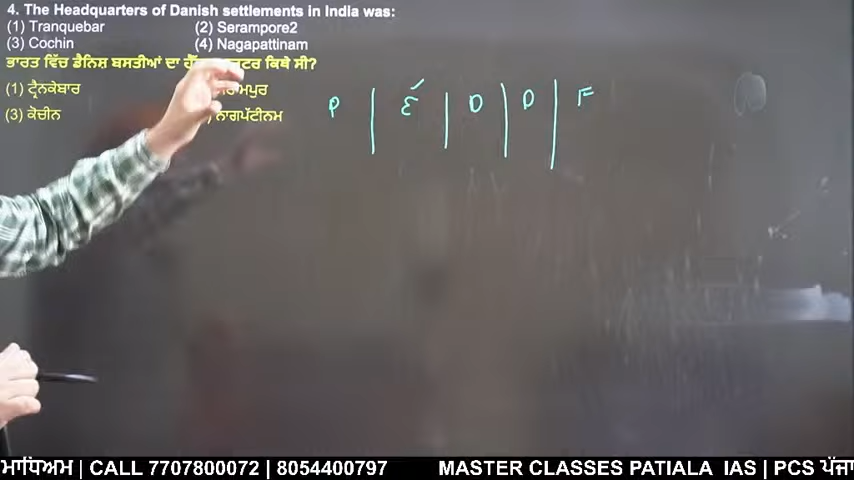 4. The Headquarters of Danish settlements in India was:
(1) Tranquebar (2) Serampore2
(3) Cochin (4) Nagapattinam
ਭਾਰਤ ਵਿੱਚ ਡੈਨਿਸ਼ ਬਸਤੀਆਂ ਦਾ ਕਿਥੇ ਸੀ?
(1) ਟ੍ਰੈਨਕੇਬਾਰ
(3) ਕੋਚੀਨ ਨਾਗਪੱਟੀਨਮ
P | E | D | D | F
ਮਾਧਿਅਮ | CALL 7707800072 | 8054400797 MASTER CLASSES PATIALA IAS | PCS ਪੰਜਾ